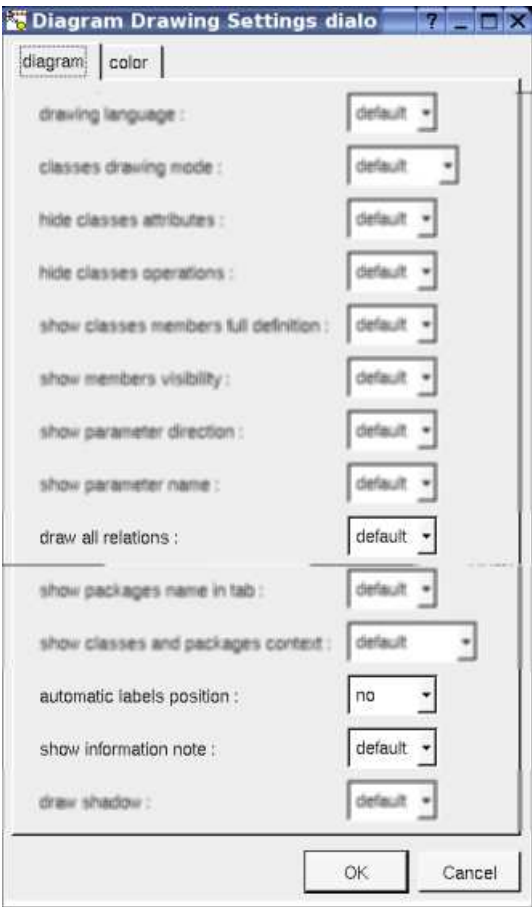 Diagram Drawing Settings dialo
diagram color
drawing language : default
classes drawing mode : default
hide classes attributes : default
hide classes operations : default
show classes members full definition : default
show members visibility : default
show parameter direction : default
show parameter name : default
draw all relations : default
show packages name in tab : default
show classes and packages context : default
automatic labels position : no
show information note : default
draw shadow : default
OK Cancel